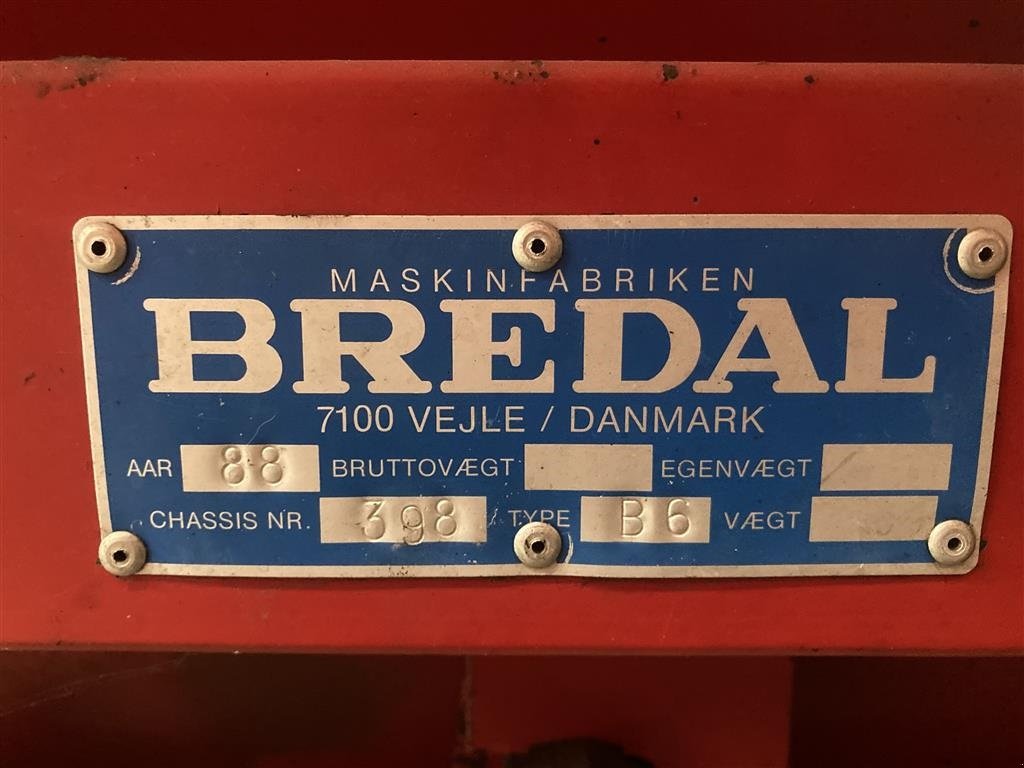 MASKINFABRIKEN
BREDAL
7100 VEJLE / DANMARK
AAR 88 BRUTTOVÆGT EGENVÆGT
CHASSIS NR. 398 TYPE B6 VÆGT